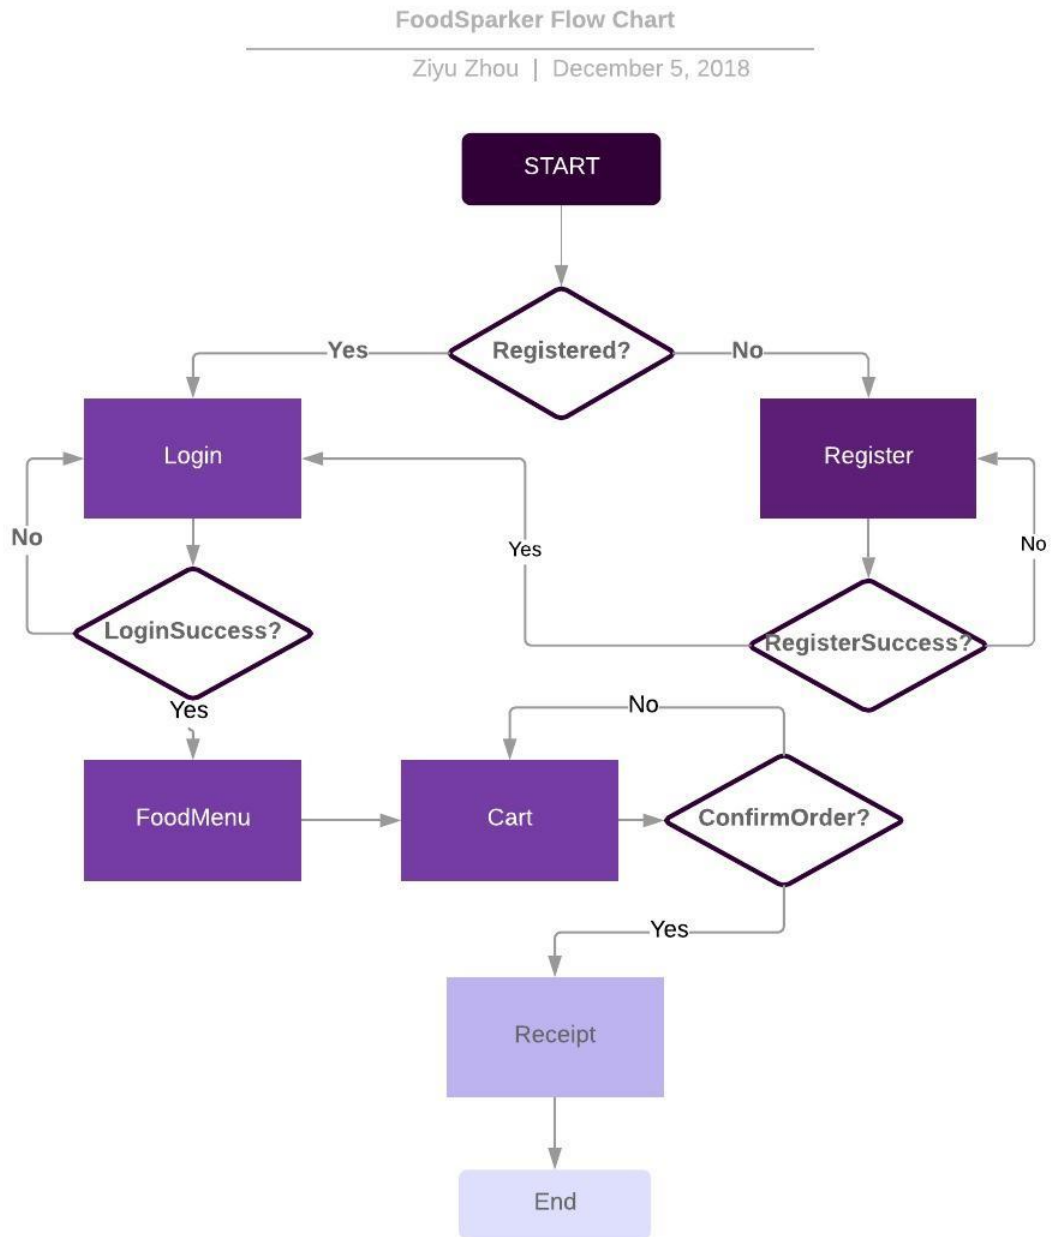 FoodSparker Flow Chart
Ziyu Zhou | December 5, 2018
START
Registered?
Yes
No
Login
Register
No
Yes
No
LoginSuccess?
RegisterSuccess?
Yes
No
FoodMenu
Cart
ConfirmOrder?
Yes
Receipt
End